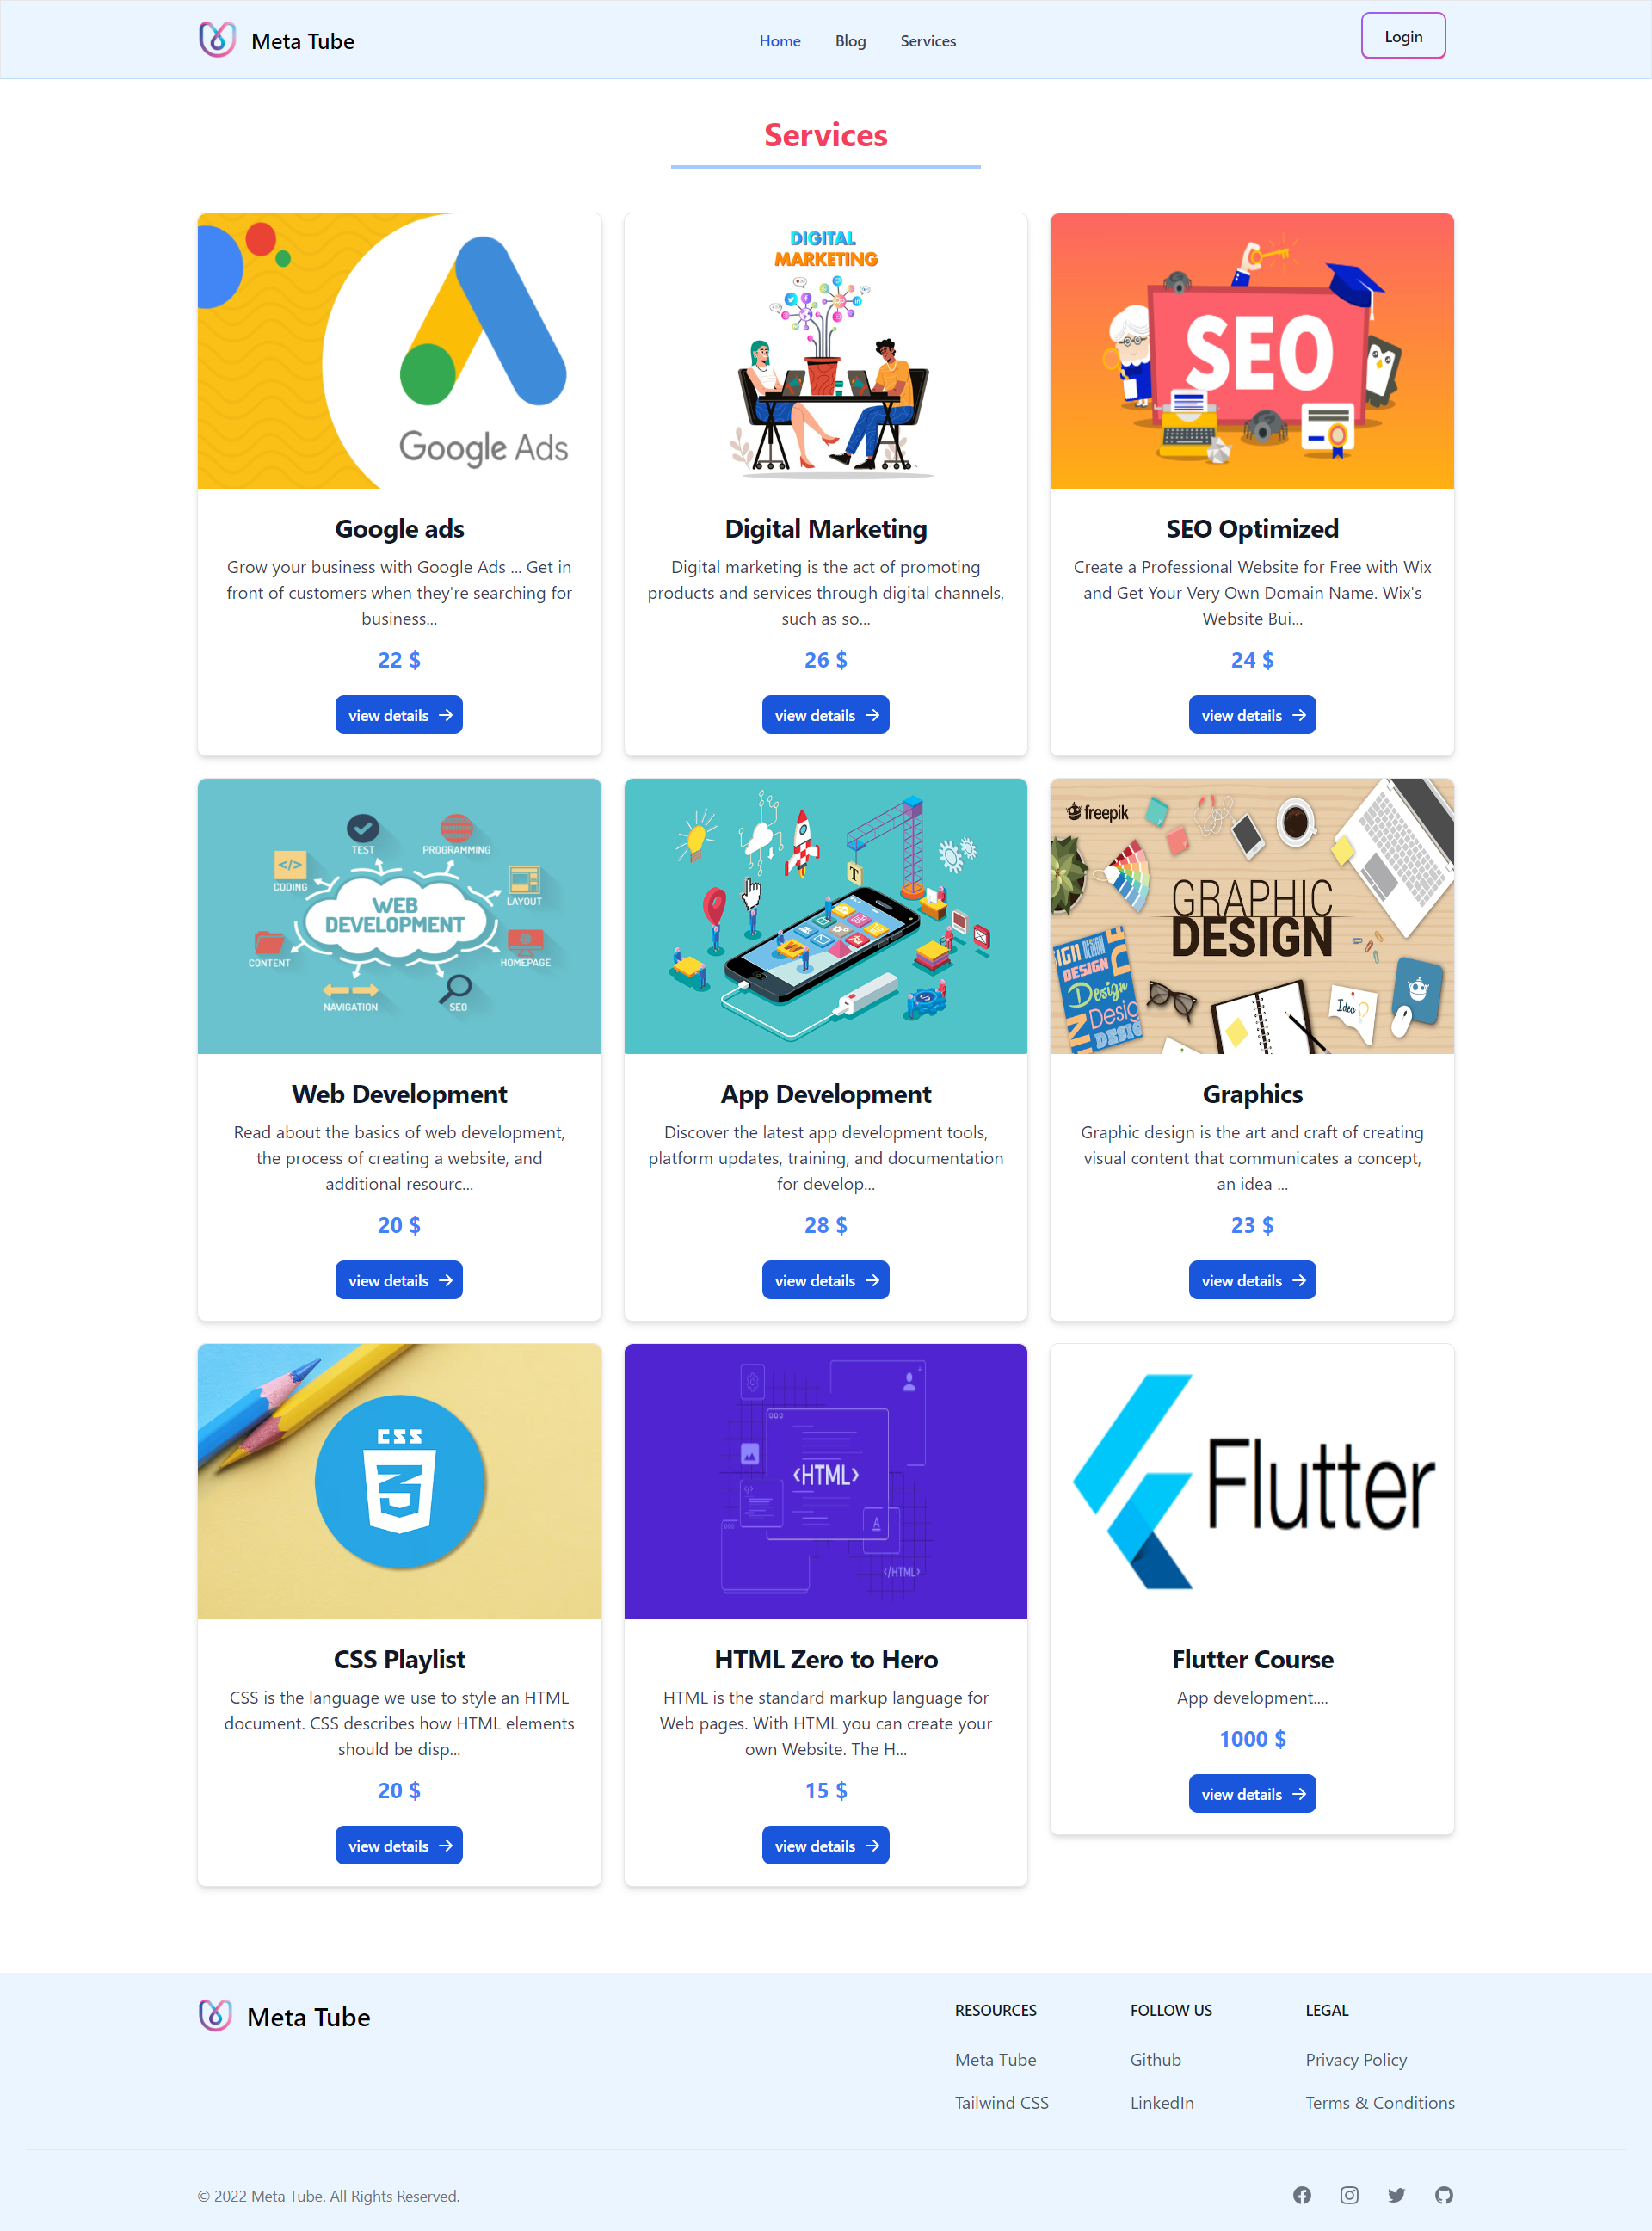 Meta Tube
Home Blog Services
Login
Services
Google Ads
DIGITAL
MARKETING
SEO
Google ads
Grow your business with Google Ads ... Get in
front of customers when they're searching for
business...
22 $
view details
Digital Marketing
Digital marketing is the act of promoting
products and services through digital channels,
such as so...
26 $
view details
SEO Optimized
Create a Professional Website for Free with Wix
and Get Your Very Own Domain Name. Wix's
Website Bui...
24 $
view details
TEST
PROGRAMMING
CODING
LAYOUT
WEB
DEVELOPMENT
CONTENT
HOMEPAGE
NAVIGATION
SEO
T
freepik
GRAPHIC
DESIGN
IGN DESIGN
DESIGN
Design
Design
DESIG
Idea
Web Development
Read about the basics of web development,
the process of creating a website, and
additional resourc...
20 $
view details
App Development
Discover the latest app development tools,
platform updates, training, and documentation
for develop...
28 $
view details
Graphics
Graphic design is the art and craft of creating
visual content that communicates a concept,
an idea ...
23 $
view details
CSS
3
<HTML>
</>
A
</HTML>
Flutter
CSS Playlist
CSS is the language we use to style an HTML
document. CSS describes how HTML elements
should be disp...
20 $
view details
HTML Zero to Hero
HTML is the standard markup language for
Web pages. With HTML you can create your
own Website. The H...
15 $
view details
Flutter Course
App development....
1000 $
view details
Meta Tube
RESOURCES
Meta Tube
Tailwind CSS
FOLLOW US
Github
LinkedIn
LEGAL
Privacy Policy
Terms & Conditions
© 2022 Meta Tube. All Rights Reserved.